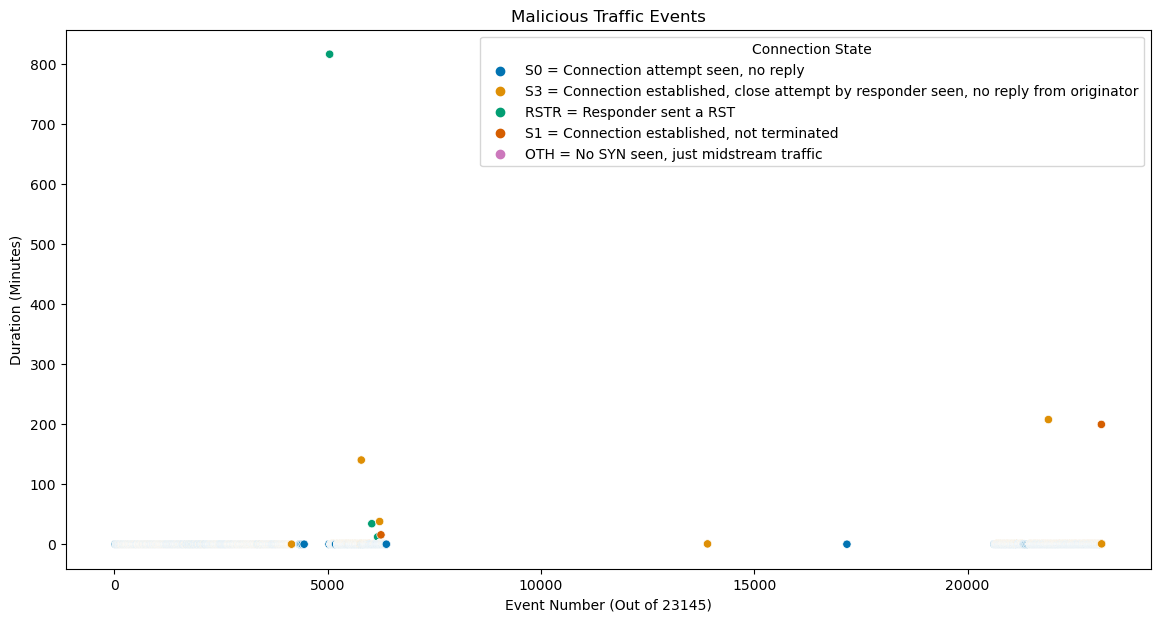 Malicious Traffic Events
Connection State
S0 = Connection attempt seen, no reply
S3 = Connection established, close attempt by responder seen, no reply from originator
RSTR = Responder sent a RST
S1 = Connection established, not terminated
OTH = No SYN seen, just midstream traffic
Duration (Minutes)
800
700
600
500
400
300
200
100
0
0
5000
10000
15000
20000
Event Number (Out of 23145)